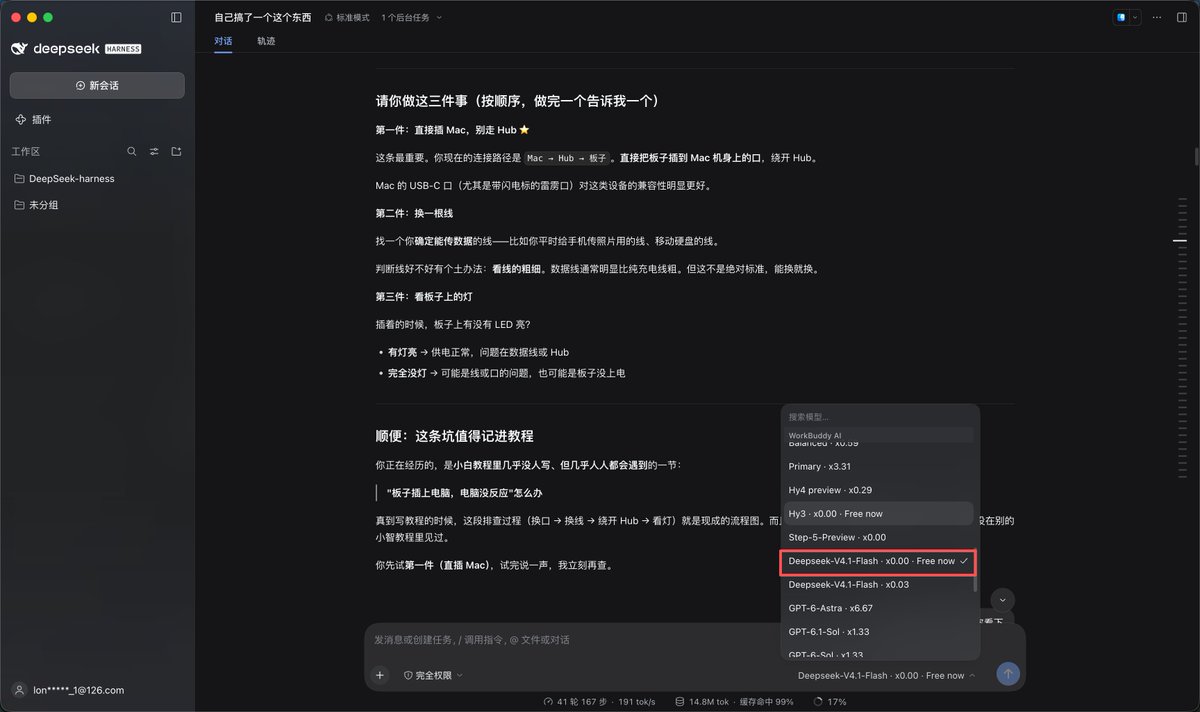 自己搞了一个这个东西
标准模式
1 个后台任务
deepseek HARNESS
对话
轨迹
新会话
插件
工作区
DeepSeek-harness
未分组
lon*****_1@126.com
请你做这三件事（按顺序，做完一个告诉我一个）
第一件：直接插 Mac，别走 Hub ⭐
这条最重要。你现在的连接路径是 Mac → Hub → 板子 。直接把板子插到 Mac 机身上的口，绕开 Hub。
Mac 的 USB-C 口（尤其是带闪电标的雷雳口）对这类设备的兼容性明显更好。
第二件：换一根线
找一个你确定能传数据的线——比如你平时给手机传照片用的线、移动硬盘的线。
判断线好不好有个土办法：看线的粗细。数据线通常明显比纯充电线粗。但这不是绝对标准，能换就换。
第三件：看板子上的灯
插着的时候，板子上有没有 LED 亮？
• 有灯亮 → 供电正常，问题在数据线或 Hub
• 完全没灯 → 可能是线或口的问题，也可能是板子没上电
顺便：这条坑值得记进教程
你正在经历的，是小白教程里几乎没人写、但几乎人人都会遇到的一节：
"板子插上电脑，电脑没反应"怎么办
真到写教程的时候，这段排查过程（换口 → 换线 → 绕开 Hub → 看灯）就是现成的流程图。而且
没在别的
小智教程里见过。
你先试第一件（直插 Mac），试完说一声，我立刻再查。
搜索模型...
WorkBuddy AI
Balanced · x0.59
Primary · x3.31
Hy4 preview · x0.29
Hy3 · x0.00 · Free now
Step-5-Preview · x0.00
Deepseek-V4.1-Flash · x0.00 · Free now ✓
Deepseek-V4.1-Flash · x0.03
GPT-6-Astra · x6.67
GPT-6.1-Sol · x1.33
GPT-6-Sol · x1.33
看下
发消息或创建任务, / 调用指令, @ 文件或对话
完全权限
Deepseek-V4.1-Flash · x0.00 · Free now
41 轮 167 步 · 191 tok/s
14.8M tok · 缓存命中 99%
17%